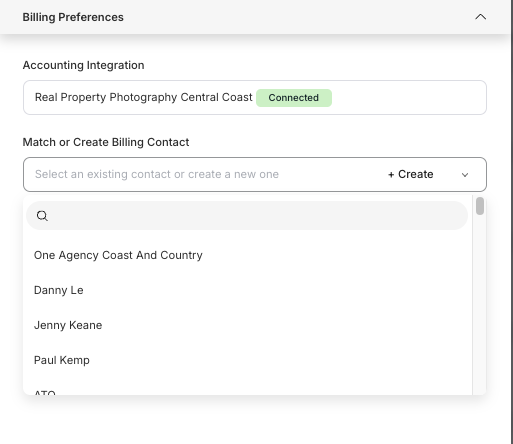 Billing Preferences
Accounting Integration
Real Property Photography Central Coast Connected
Match or Create Billing Contact
Select an existing contact or create a new one + Create
One Agency Coast And Country
Danny Le
Jenny Keane
Paul Kemp
ATO